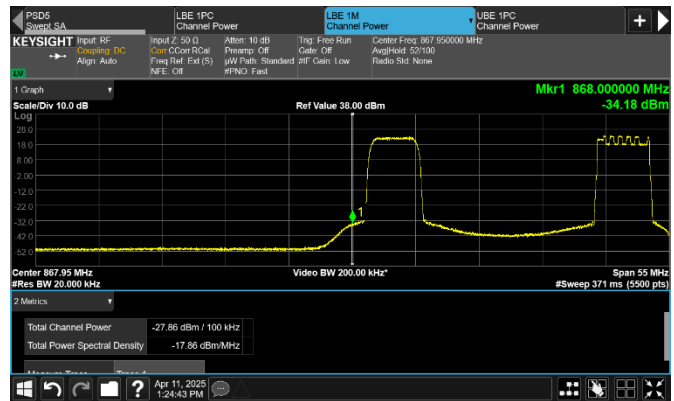 PSD5
Swept SA
LBE 1PC
Channel Power
LBE 1M
Channel Power
UBE 1PC
Channel Power
KEYSIGHT
LXI
Input: RF
Coupling: DC
Align: Auto
Input Z: 50 Ω
Corr CCorr RCal
Freq Ref: Ext (S)
NFE: Off
Atten: 10 dB
Preamp: Off
µW Path: Standard
#PNO: Fast
Trig: Free Run
Gate: Off
#IF Gain: Low
Center Freq: 867.950000 MHz
Avg|Hold: 52/100
Radio Std: None
1 Graph
Mkr1 868.000000 MHz
Scale/Div 10.0 dB
Ref Value 38.00 dBm
-34.18 dBm
Log
28.0
18.0
8.00
-2.00
-12.0
-22.0
-32.0
-42.0
-52.0
1
Center 867.95 MHz
Video BW 200.00 kHz*
Span 55 MHz
#Res BW 20.000 kHz
#Sweep 371 ms (5500 pts)
2 Metrics
Total Channel Power
-27.86 dBm / 100 kHz
Total Power Spectral Density
-17.86 dBm/MHz
?
Apr 11, 2025
1:24:43 PM